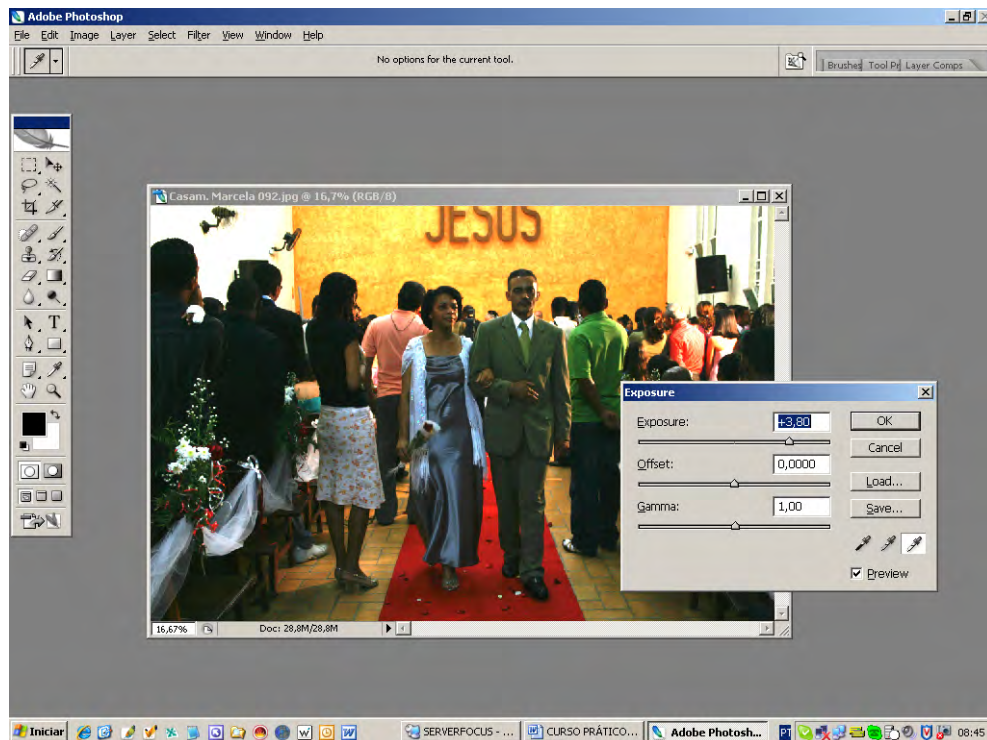 Adobe Photoshop
File Edit Image Layer Select Filter View Window Help
No options for the current tool.
Brushes Tool Pr Layer Comps
Casam. Marcela 092.jpg @ 16,7% (RGB/8)
JESUS
Exposure
Exposure: +3,80 OK
Cancel
Offset: 0,0000
Load...
Gamma: 1,00 Save...
Preview
16,67% Doc: 28,8M/28,8M
Iniciar SERVERFOCUS - ... CURSO PRÁTICO... Adobe Photosh... PT 08:45